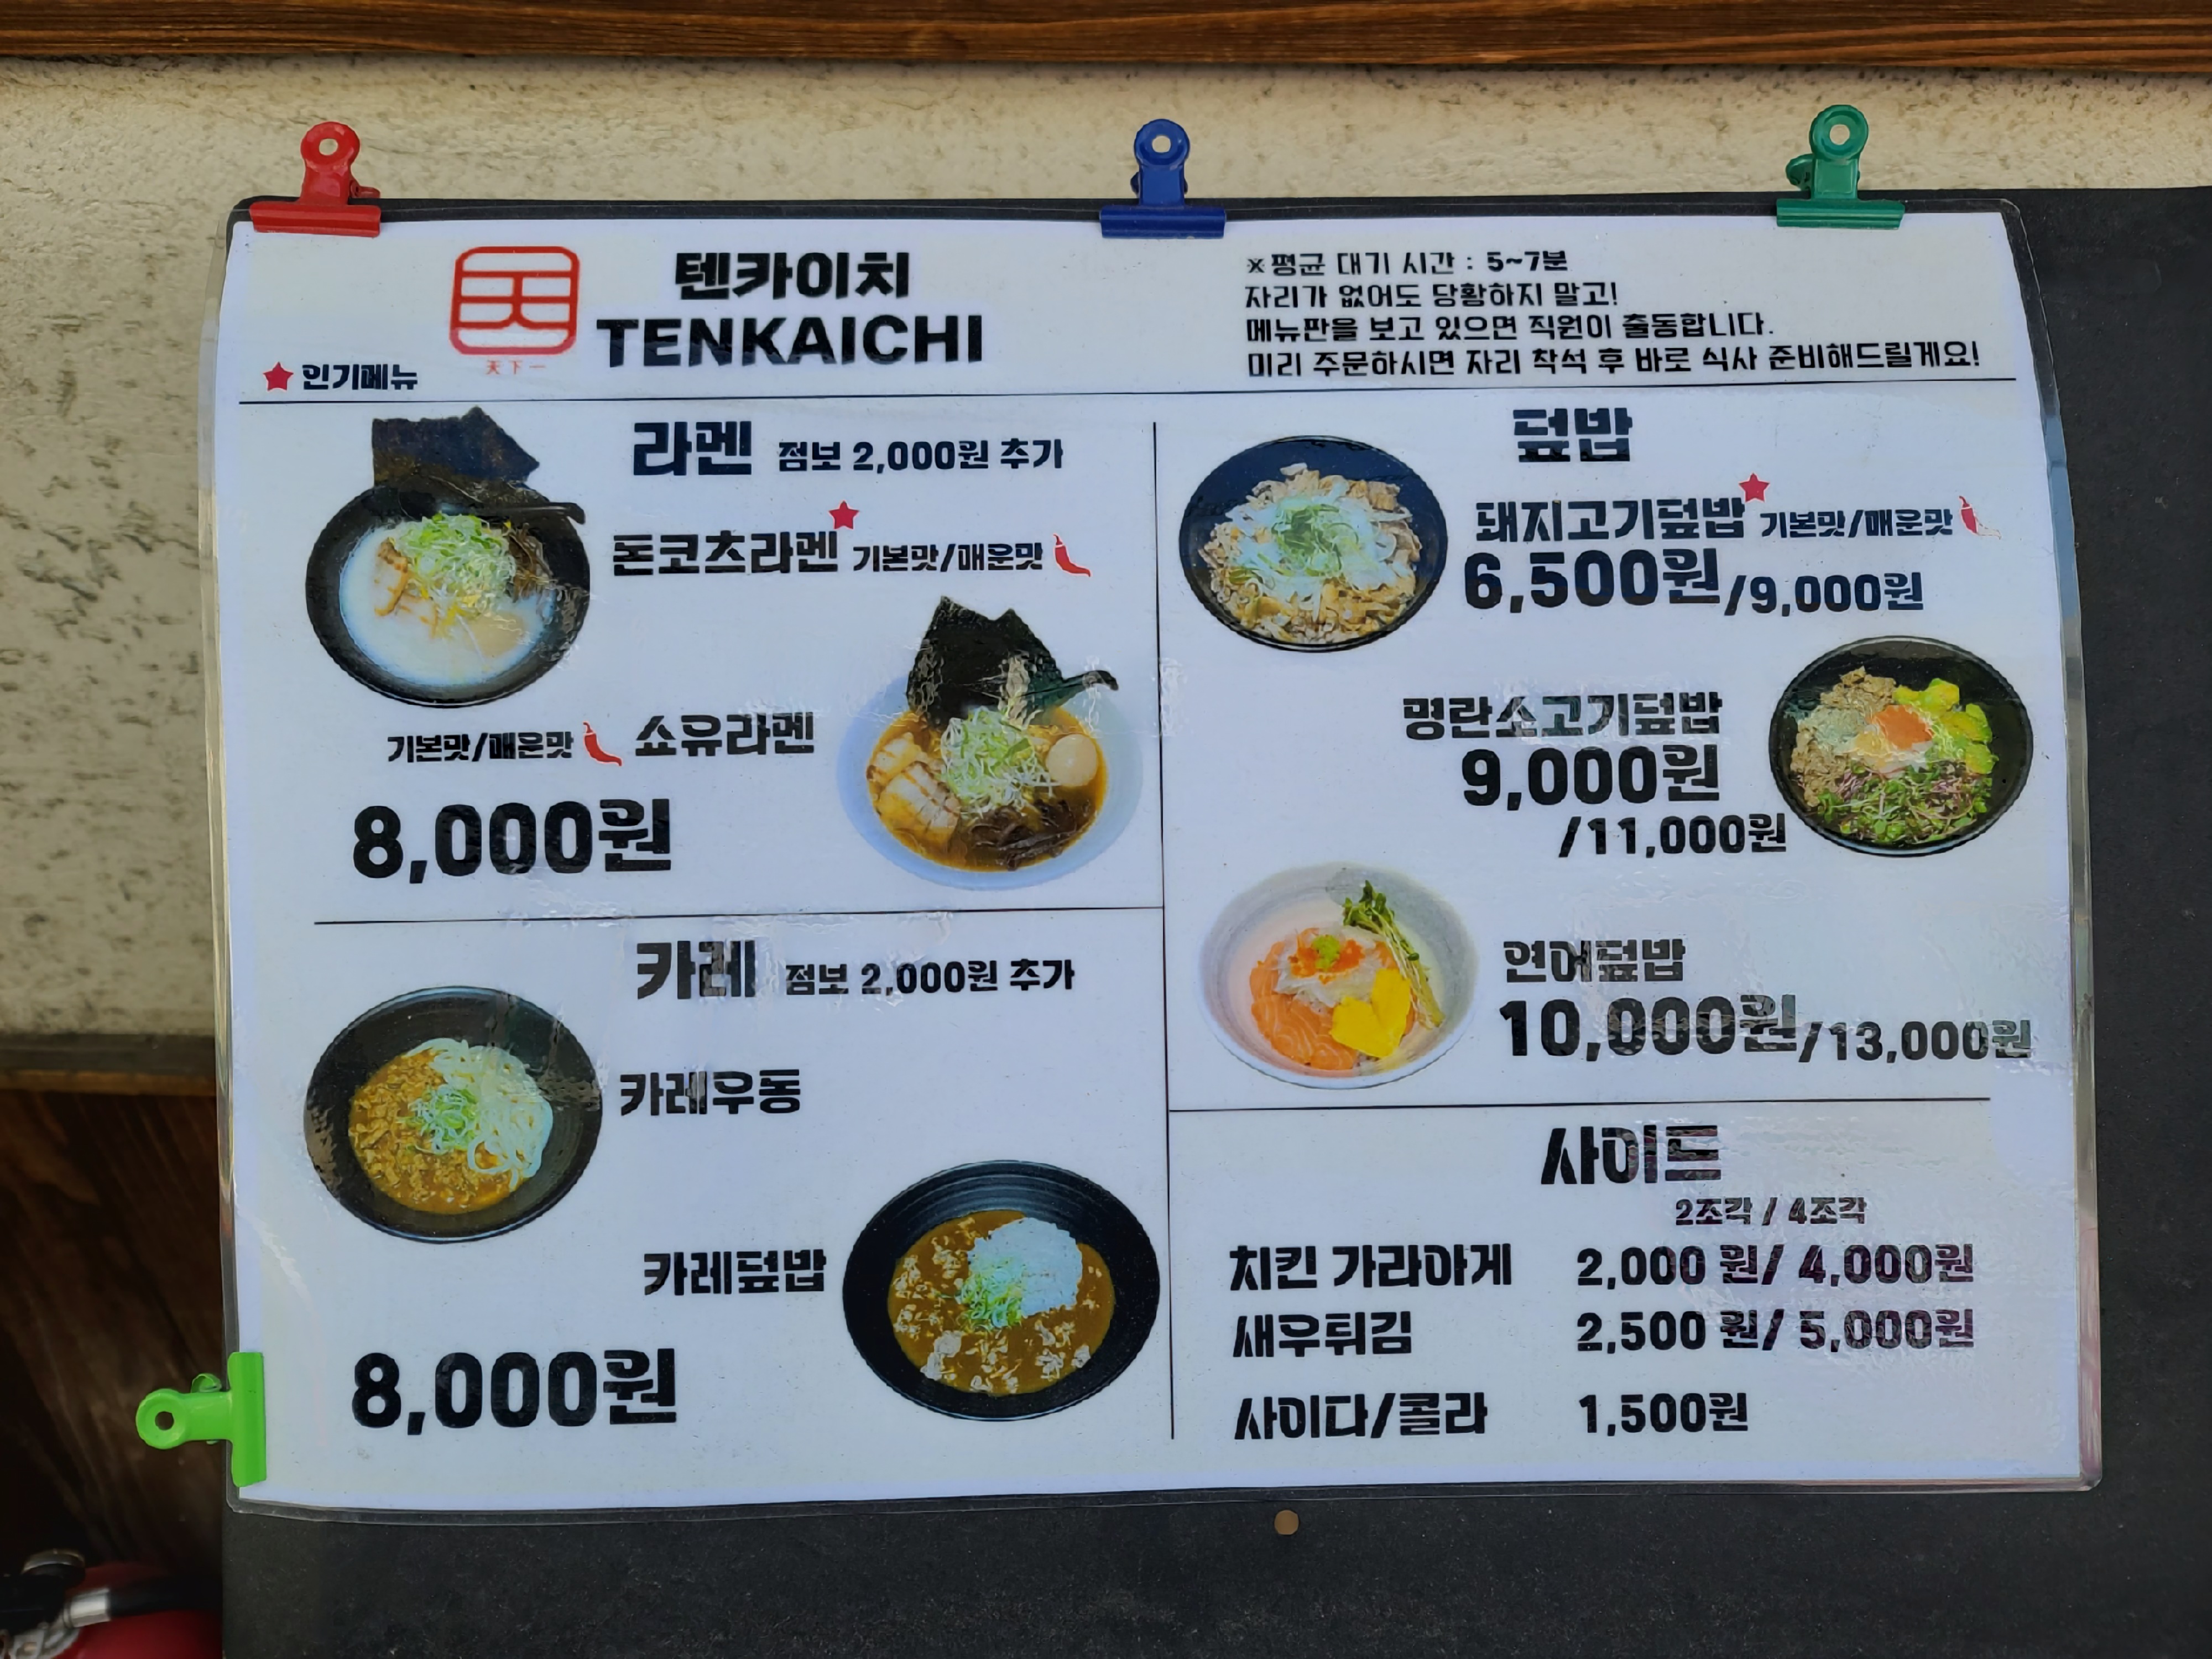 텐카이치
TENKAICHI
天下一
★인기메뉴
※평균 대기 시간 : 5~7분
자리가 없어도 당황하지 말고!
메뉴판을 보고 있으면 직원이 출동합니다.
미리 주문하시면 자리 착석 후 바로 식사 준비해드릴게요!
라멘 점보 2,000원 추가
돈코츠라멘 기본맛/매운맛
기본맛/매운맛 쇼유라멘
8,000원
카레 점보 2,000원 추가
카레우동
카레덮밥
8,000원
덮밥
돼지고기덮밥 기본맛/매운맛
6,500원/9,000원
명란소고기덮밥
9,000원
/11,000원
연어덮밥
10,000원/13,000원
사이드
2조각 / 4조각
치킨 가라아게 2,000 원/ 4,000원
새우튀김 2,500 원/ 5,000원
사이다/콜라 1,500원